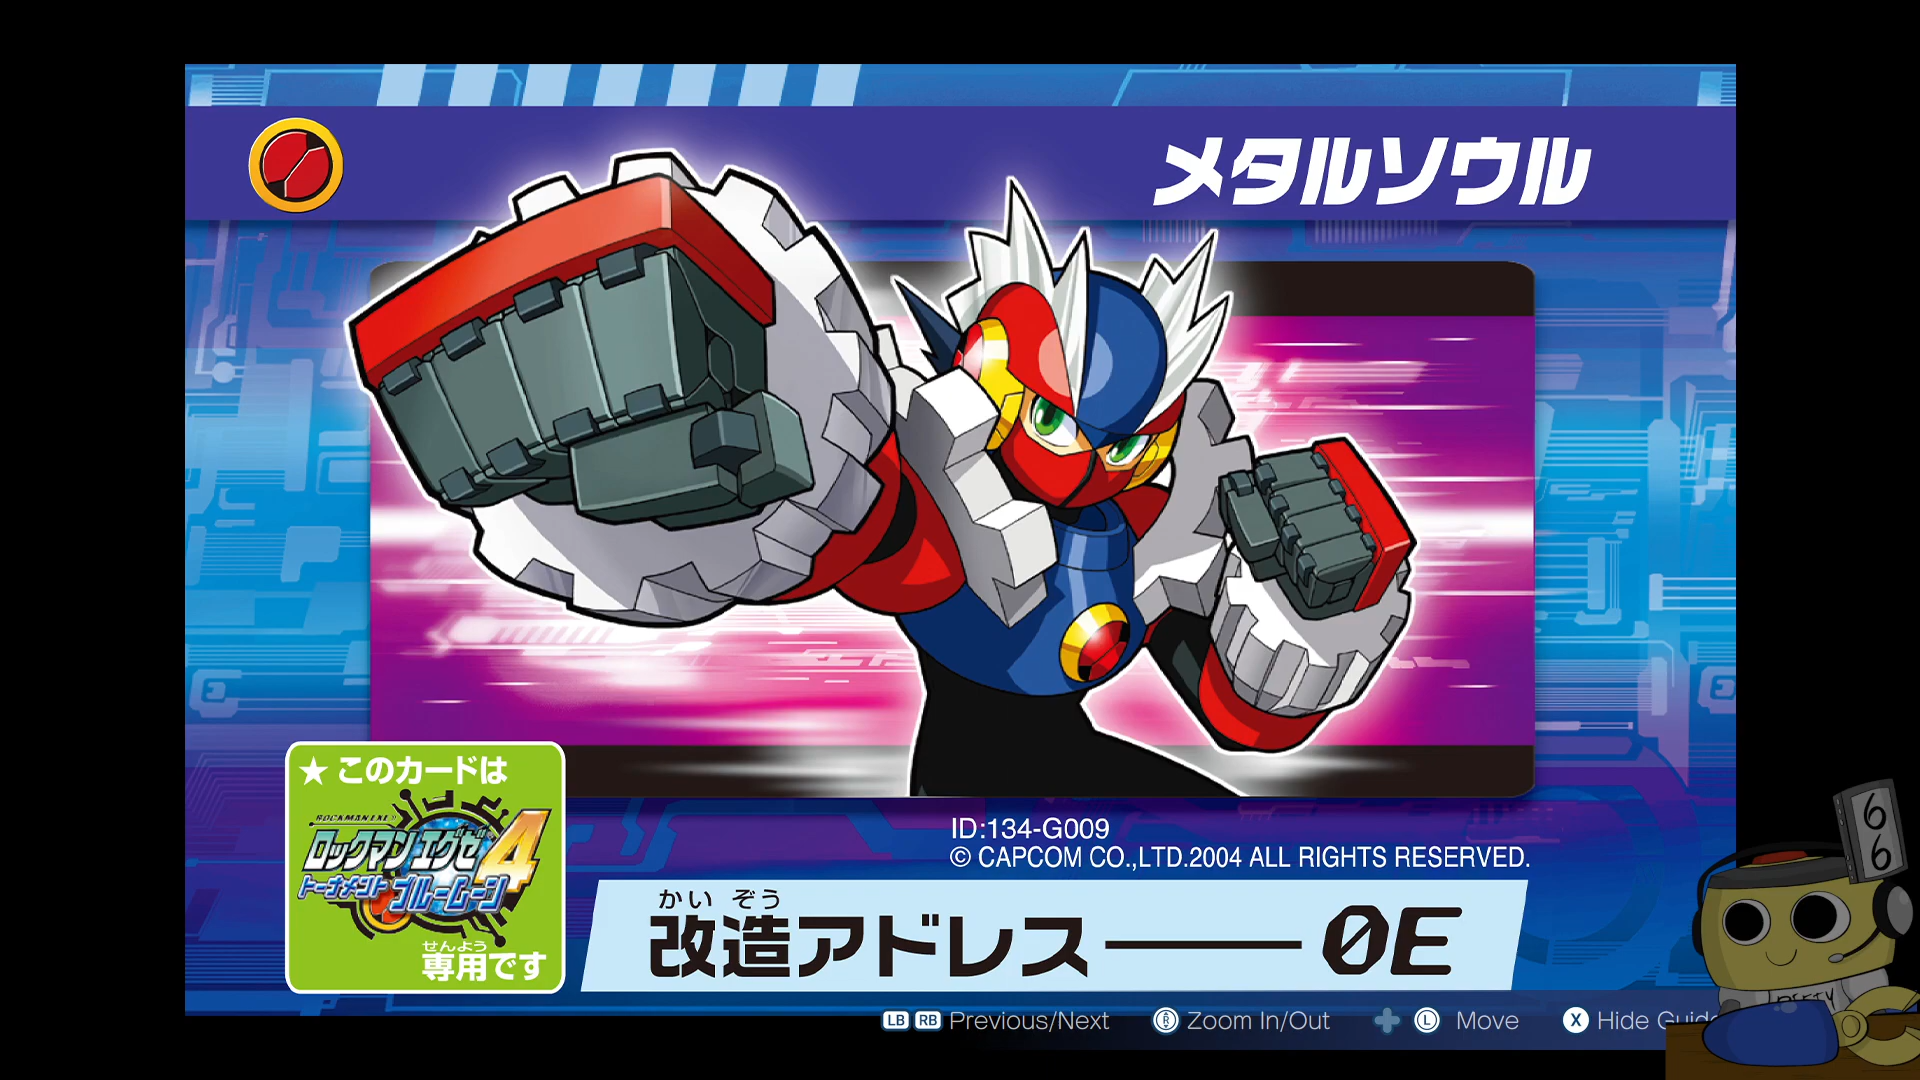 メタルソウル
★このカードは
ROCKMAN EXE
ロックマンエグゼ4
トーナメント ブルームーン
せんよう
専用です
ID:134-G009
© CAPCOM CO.,LTD.2004 ALL RIGHTS RESERVED.
かいぞう
改造アドレス——0E
LB RB Previous/Next R Zoom In/Out L Move X Hide Guide
66